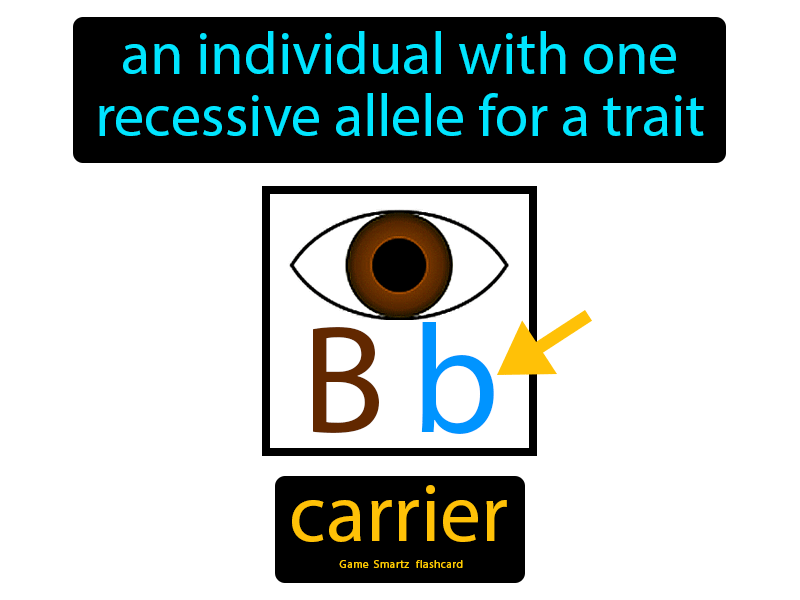 an individual with one
recessive allele for a trait
B b
carrier
Game Smartz flashcard